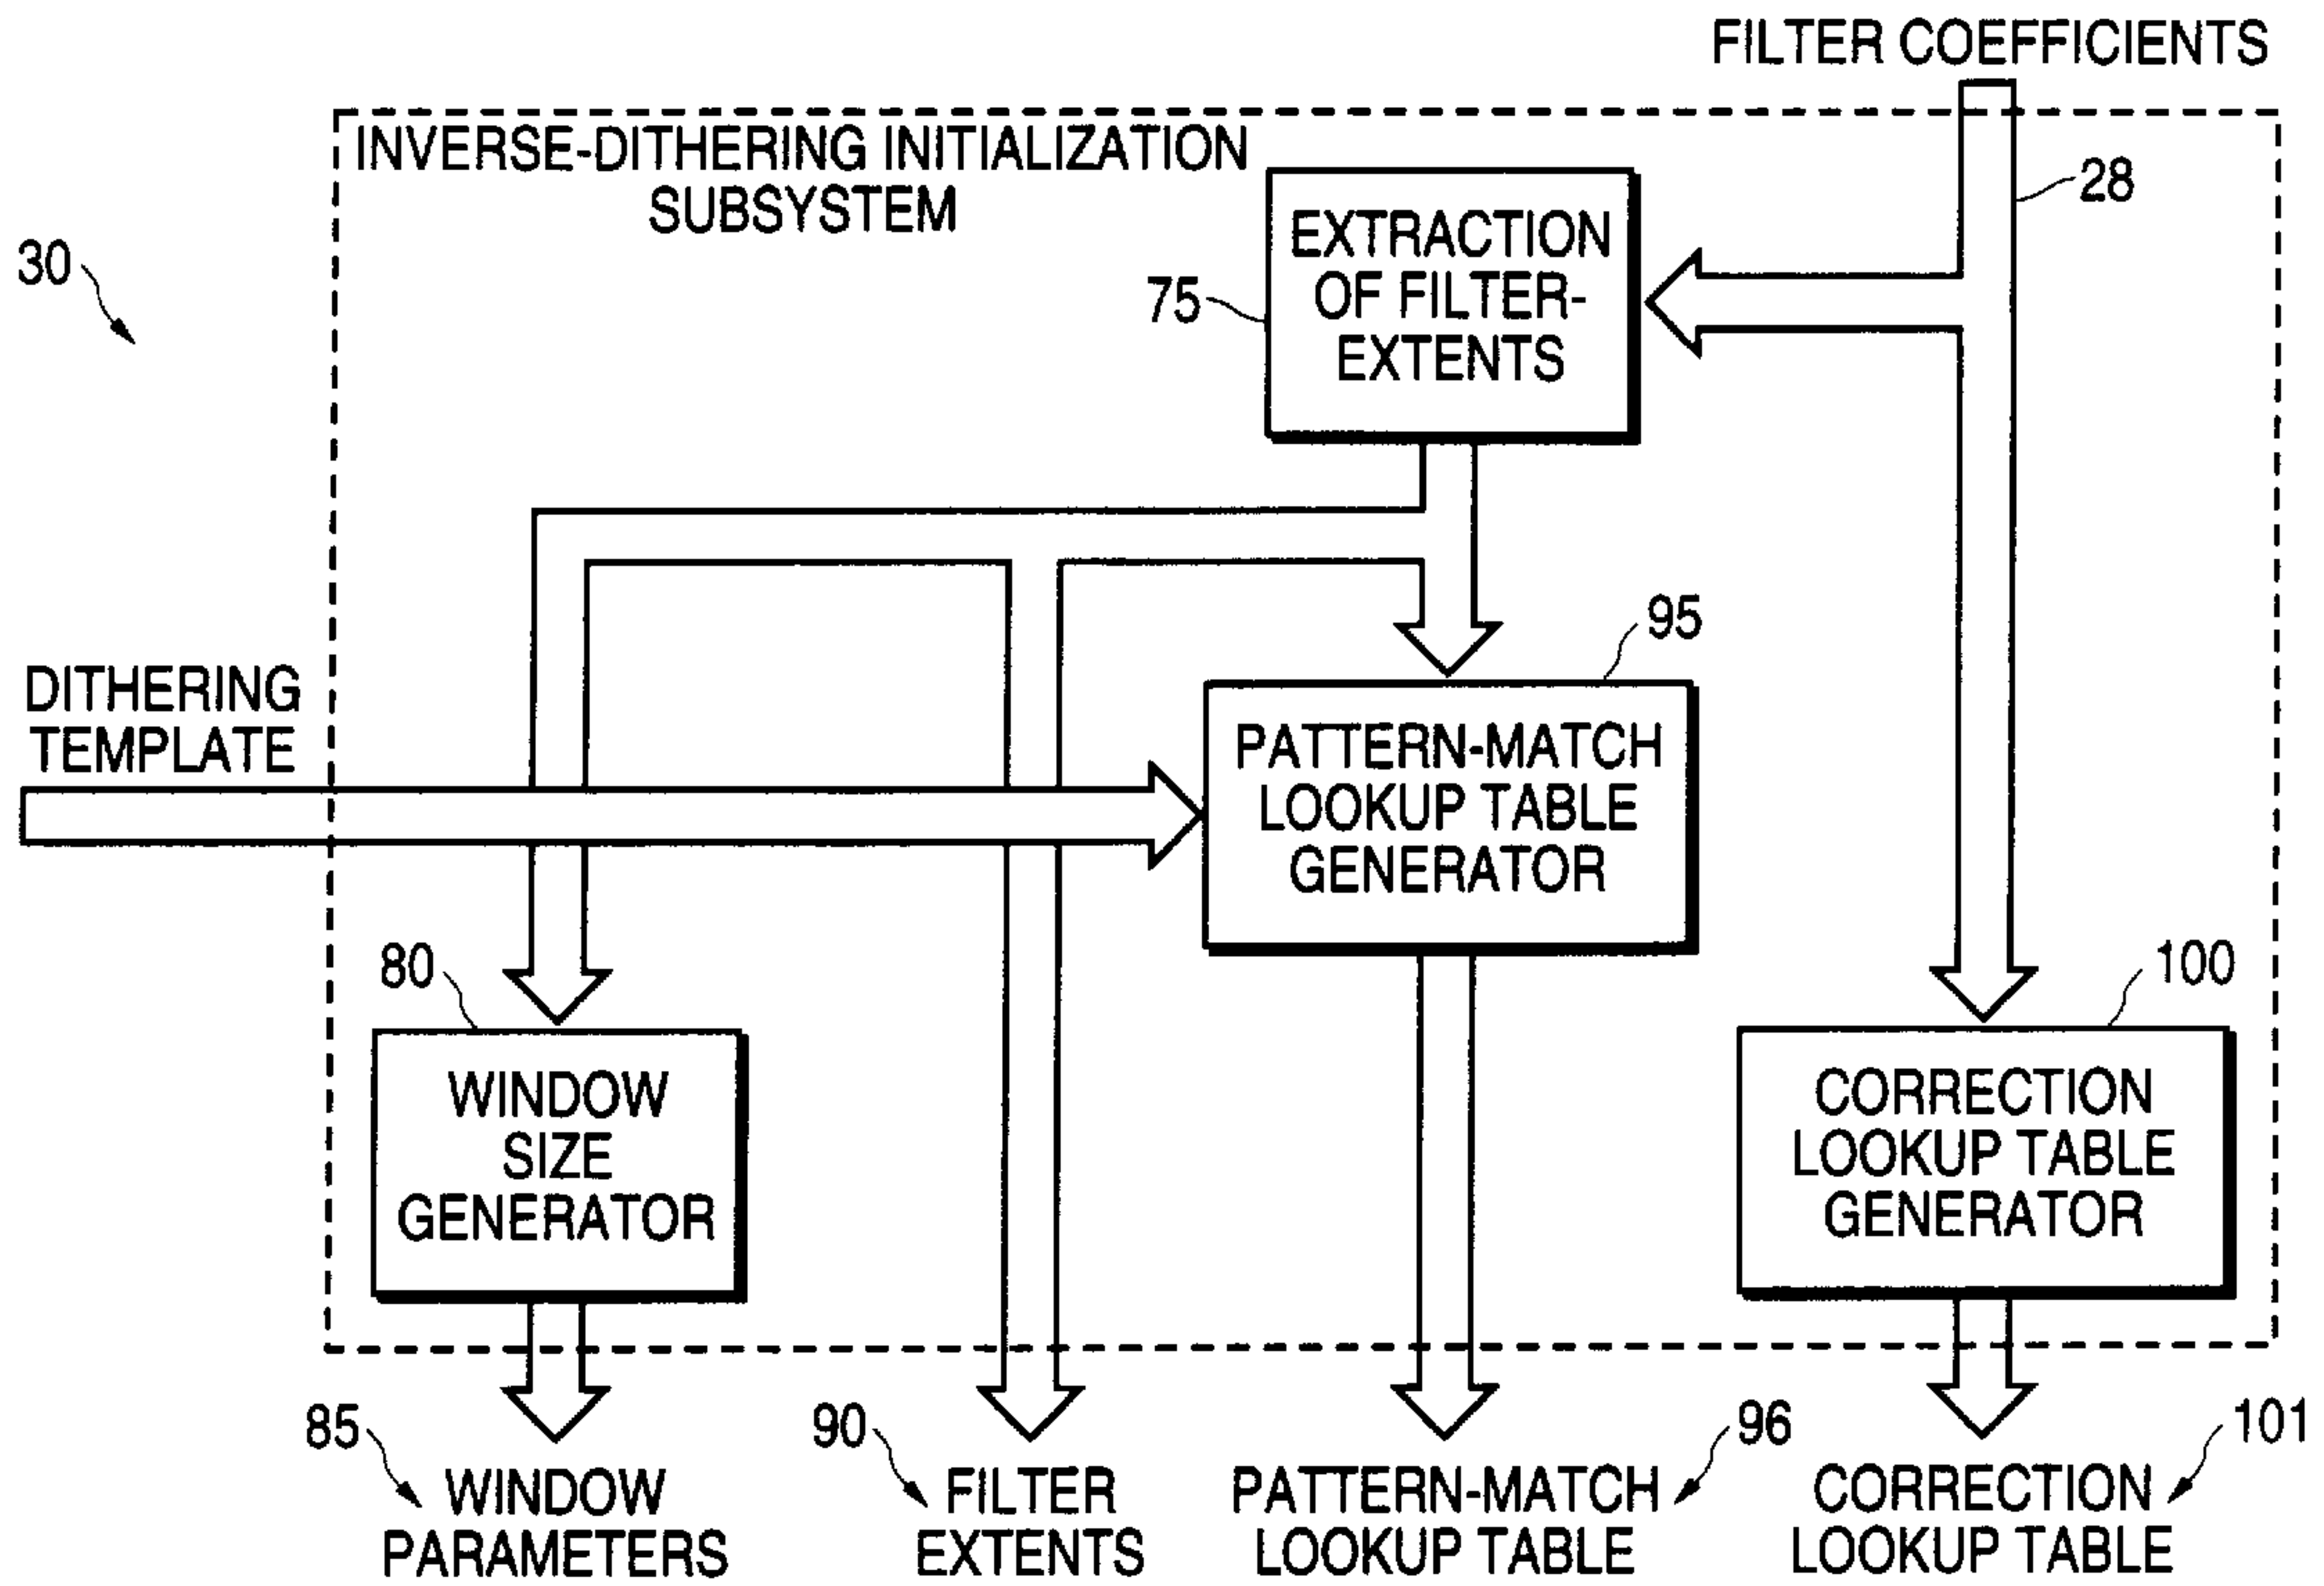 FILTER COEFFICIENTS
INVERSE-DITHERING INITIALIZATION
SUBSYSTEM
28
30
75
EXTRACTION
OF FILTER-
EXTENTS
95
DITHERING
TEMPLATE
PATTERN-MATCH
LOOKUP TABLE
GENERATOR
80
100
WINDOW
SIZE
GENERATOR
CORRECTION
LOOKUP TABLE
GENERATOR
85
WINDOW
PARAMETERS
90
FILTER
EXTENTS
96
PATTERN-MATCH
LOOKUP TABLE
101
CORRECTION
LOOKUP TABLE